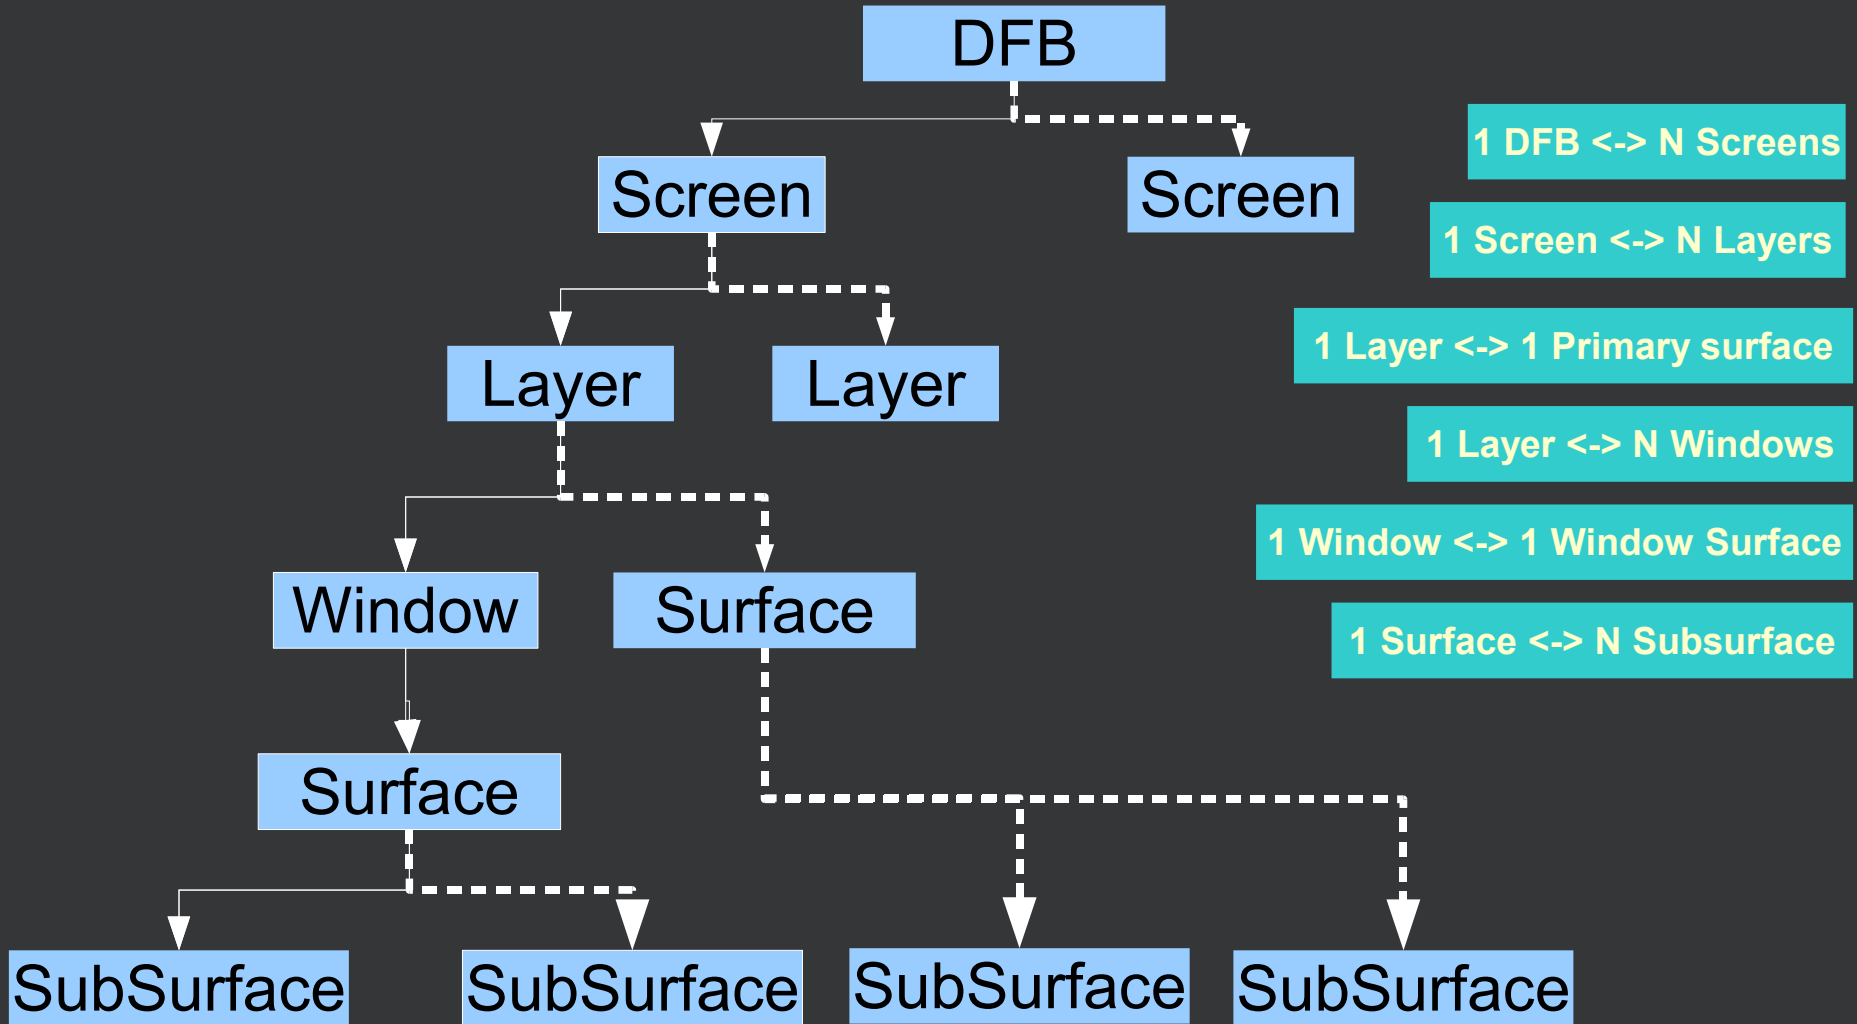 DFB
1 DFB <-> N Screens
Screen
Screen
1 Screen <-> N Layers
1 Layer <-> 1 Primary surface
Layer
Layer
1 Layer <-> N Windows
1 Window <-> 1 Window Surface
Window
Surface
1 Surface <-> N Subsurface
Surface
SubSurface
SubSurface
SubSurface
SubSurface